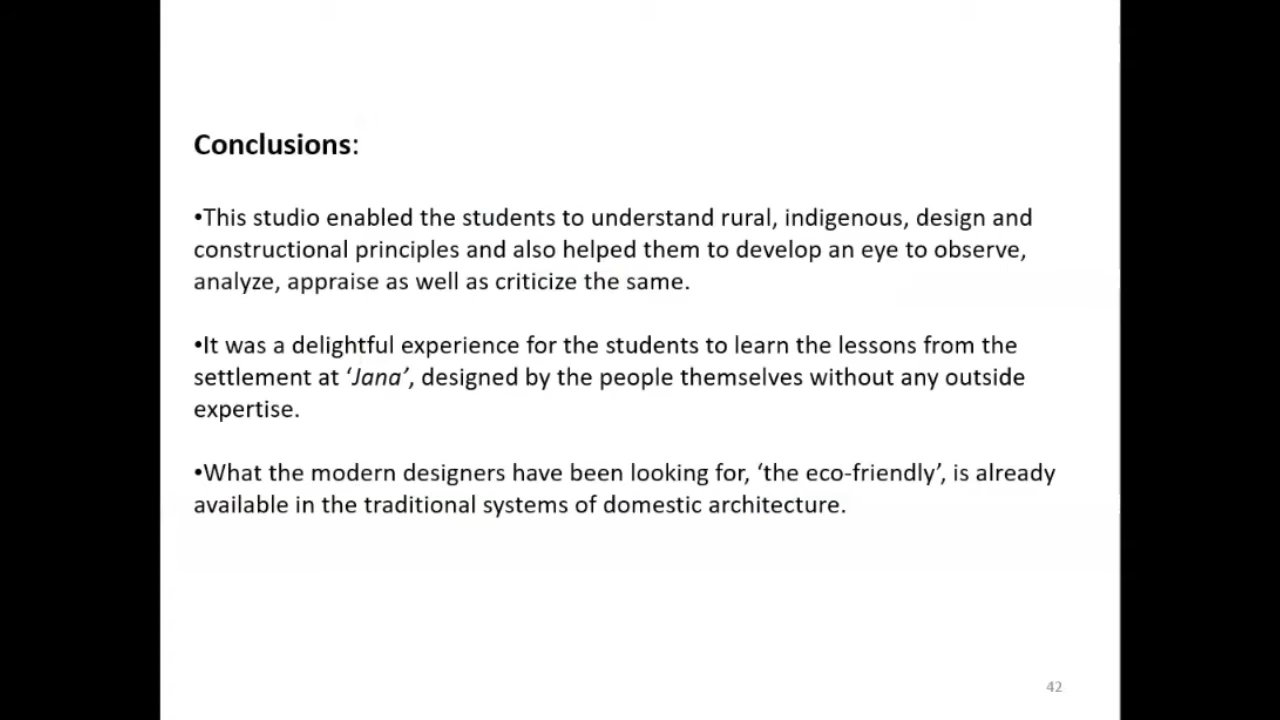 Conclusions:
•This studio enabled the students to understand rural, indigenous, design and
constructional principles and also helped them to develop an eye to observe,
analyze, appraise as well as criticize the same.
•It was a delightful experience for the students to learn the lessons from the
settlement at ‘Jana’, designed by the people themselves without any outside
expertise.
•What the modern designers have been looking for, ‘the eco-friendly’, is already
available in the traditional systems of domestic architecture.
42